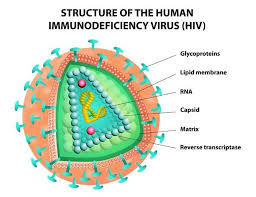 STRUCTURE OF THE HUMAN
IMMUNODEFICIENCY VIRUS (HIV)
Glycoproteins
Lipid membrane
RNA
Capsid
Matrix
Reverse transcriptase